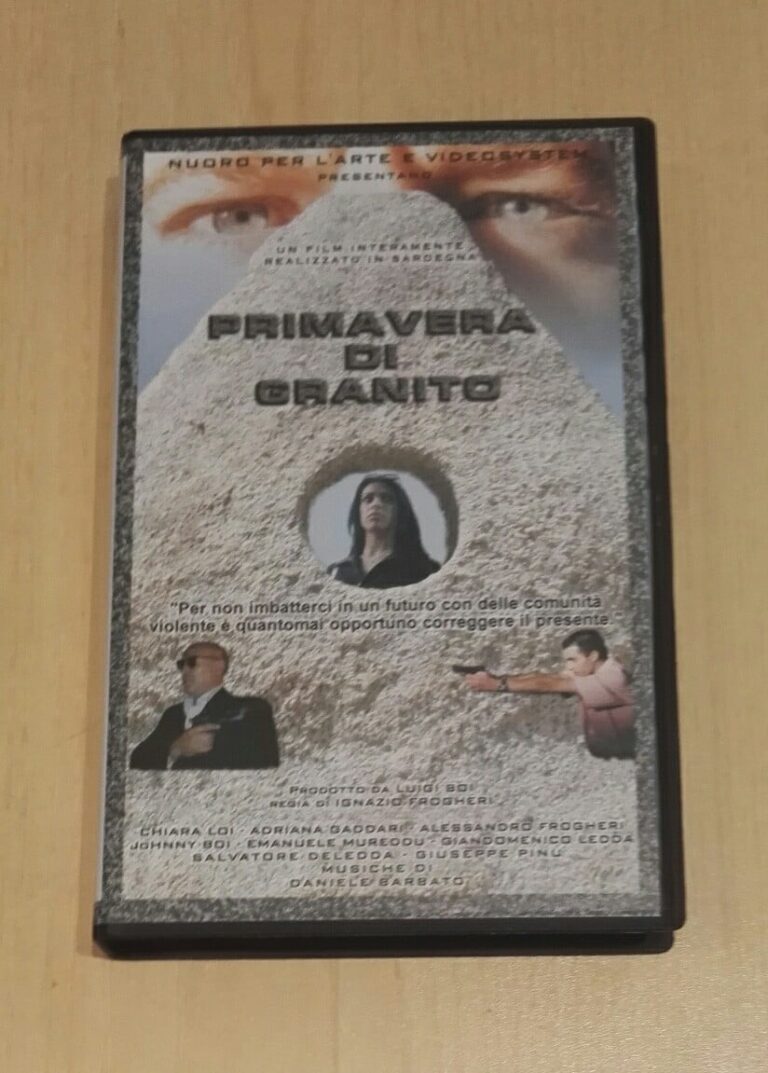 NUORO PER L'ARTE E VIDEOSYSTEM
PRESENTANO
UN FILM INTERAMENTE
REALIZZATO IN SARDEGNA
PRIMAVERA
DI
GRANITO
"Per non imbatterci in un futuro con delle comunità
violente è quantomai opportuno correggere il presente."
PRODOTTO DA LUIGI BOI
REGIA DI IGNAZIO FROGHERI
CHIARA LOI - ADRIANA GADDARI - ALESSANDRO FROGHERI
JOHNNY BOI - EMANUELE MUREDDU - GIANDOMENICO LEDDA
SALVATORE DELEDDA - GIUSEPPE PINU
MUSICHE DI
DANIELE BARBATO